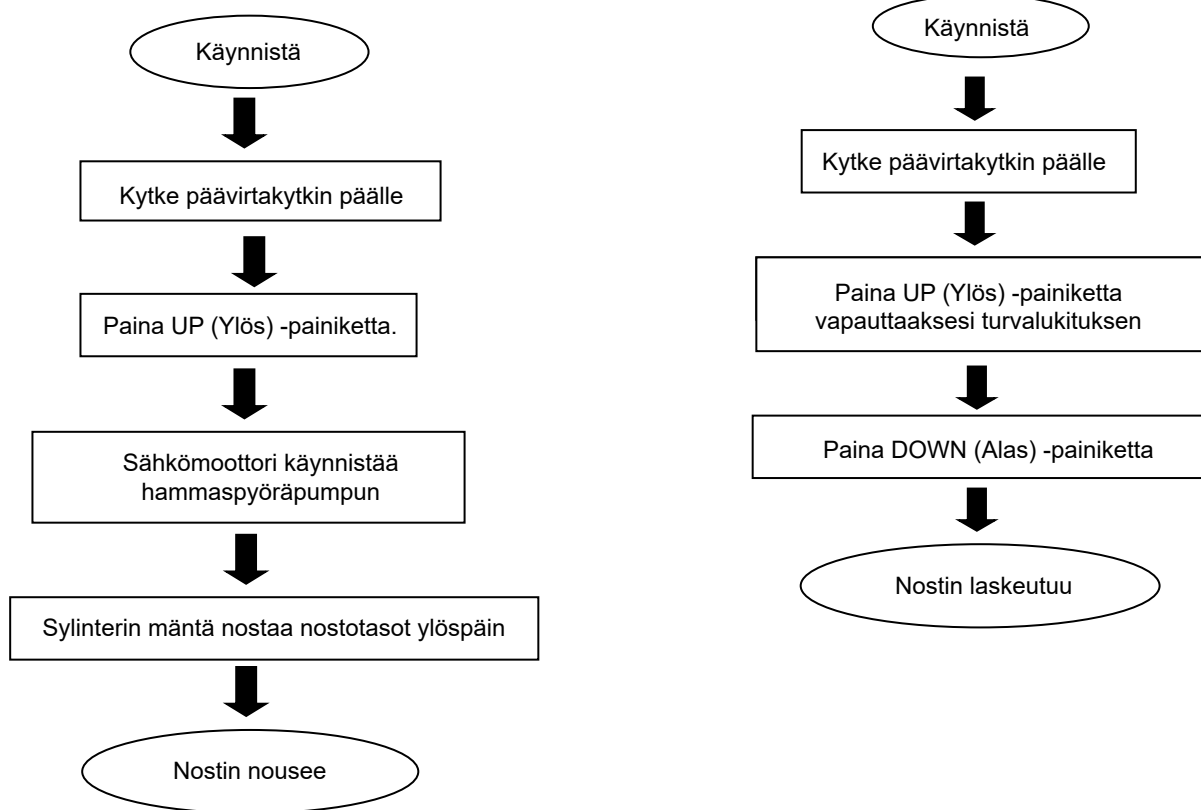 Käynnistä
Kytke päävirtakytkin päälle
Paina UP (Ylös) -painiketta.
Sähkömoottori käynnistää
hammaspyöräpumpun
Sylinterin mäntä nostaa nostotasot ylöspäin
Nostin nousee
Käynnistä
Kytke päävirtakytkin päälle
Paina UP (Ylös) -painiketta
vapauttaaksesi turvalukituksen
Paina DOWN (Alas) -painiketta
Nostin laskeutuu